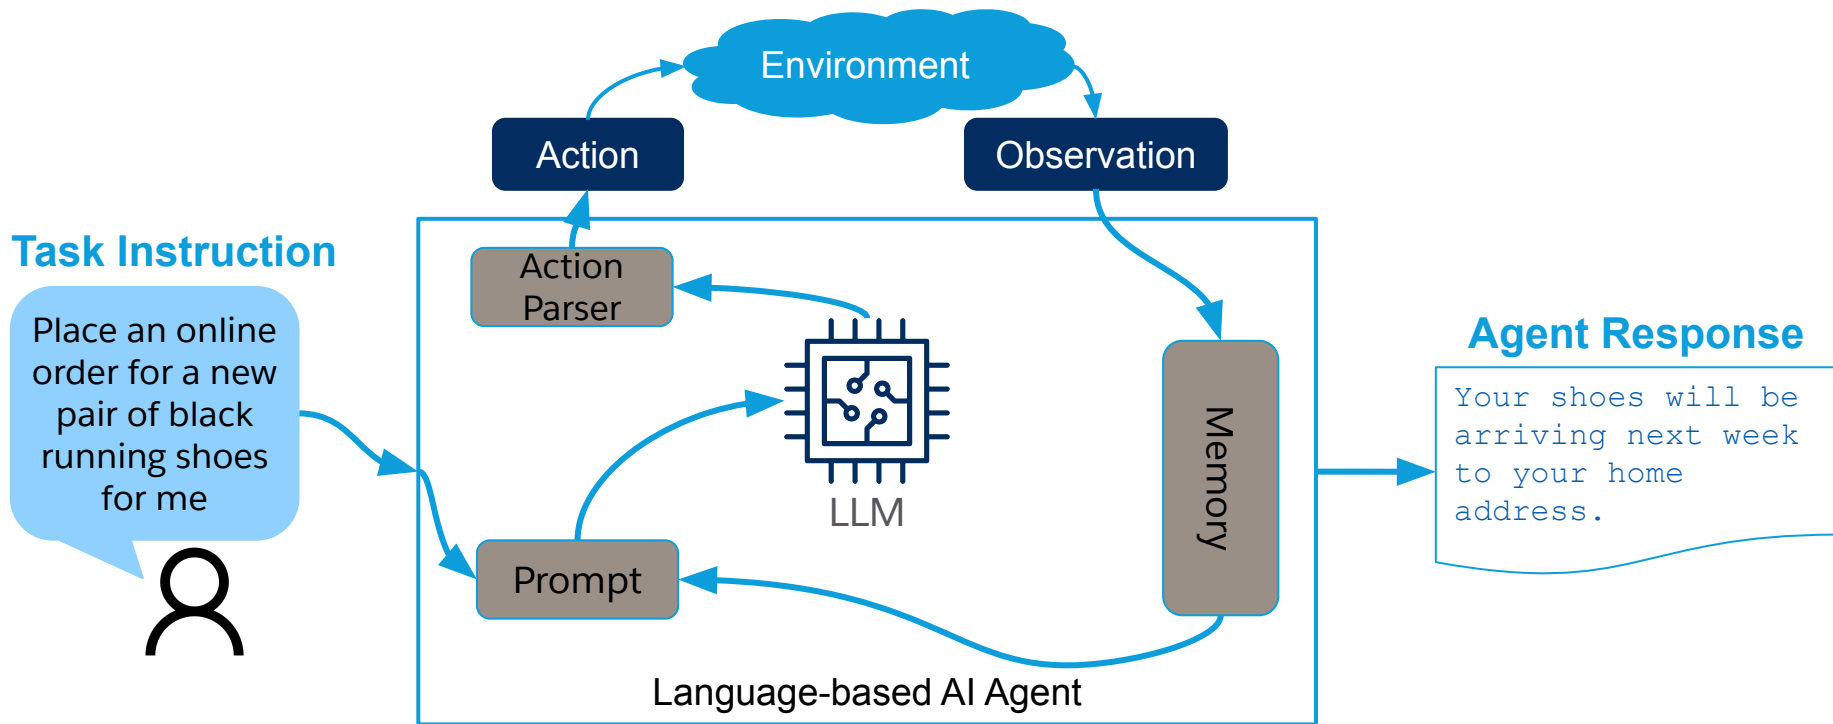 Environment
Action
Observation
Task Instruction
Place an online
order for a new
pair of black
running shoes
for me
Action
Parser
LLM
Prompt
Memory
Language-based AI Agent
Agent Response
Your shoes will be
arriving next week
to your home
address.